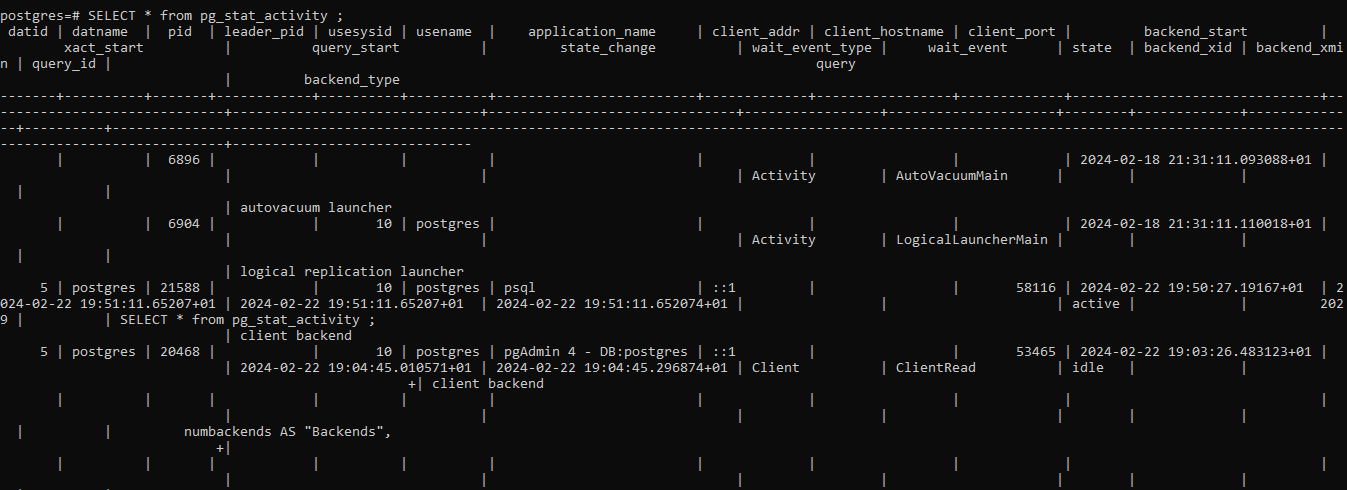 postgres=# SELECT * from pg_stat_activity ;
 datid | datname  |  pid  | leader_pid | usesysid | usename  |    application_name     | client_addr | client_hostname | client_port |         backend_start         |
        xact_start          |          query_start          |         state_change          | wait_event_type |     wait_event      | state  | backend_xid | backend_xmi
n | query_id |                                                                                         query
                            |         backend_type
-------+----------+-------+------------+----------+----------+-------------------------+-------------+-----------------+-------------+-------------------------------+--
----------------------------+-------------------------------+-------------------------------+-----------------+---------------------+--------+-------------+------------
--+----------+----------------------------------------------------------------------------------------------------------------------------------------------------------
----------------------------+------------------------------
       |          |  6896 |            |          |          |                         |             |                 |             | 2024-02-18 21:31:11.093088+01 |
                            |                               |                               | Activity        | AutoVacuumMain      |        |             |
  |          |
                            | autovacuum launcher
       |          |  6904 |            |       10 | postgres |                         |             |                 |             | 2024-02-18 21:31:11.110018+01 |
                            |                               |                               | Activity        | LogicalLauncherMain |        |             |
  |          |
                            | logical replication launcher
     5 | postgres | 21588 |            |       10 | postgres | psql                    | ::1         |                 |       58116 | 2024-02-22 19:50:27.19167+01  | 2
024-02-22 19:51:11.65207+01 | 2024-02-22 19:51:11.65207+01  | 2024-02-22 19:51:11.652074+01 |                 |                     | active |             |         202
9 |          | SELECT * from pg_stat_activity ;
                            | client backend
     5 | postgres | 20468 |            |       10 | postgres | pgAdmin 4 - DB:postgres | ::1         |                 |       53465 | 2024-02-22 19:03:26.483123+01 |
                            | 2024-02-22 19:04:45.010571+01 | 2024-02-22 19:04:45.296874+01 | Client          | ClientRead          | idle   |             |
                                                   +| client backend
       |          |       |            |          |          |                         |             |                 |             |                               |
                            |                               |                               |                 |                     |        |             |
  |          |         numbackends AS "Backends",
                           +|
       |          |       |            |          |          |                         |             |                 |             |                               |
                            |                               |                               |                 |                     |        |             |